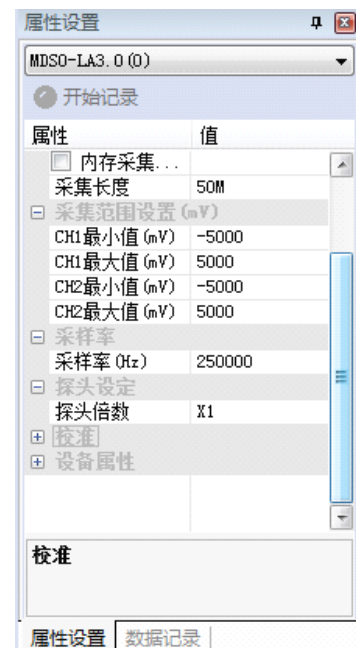 属性设置
MDSO-LA3.0(0)
开始记录
属性 值
内存采集...
采集长度 50M
采集范围设置(mV)
CH1最小值(mV) -5000
CH1最大值(mV) 5000
CH2最小值(mV) -5000
CH2最大值(mV) 5000
采样率
采样率(Hz) 250000
探头设定
探头倍数 X1
校准
设备属性
校准
属性设置 数据记录